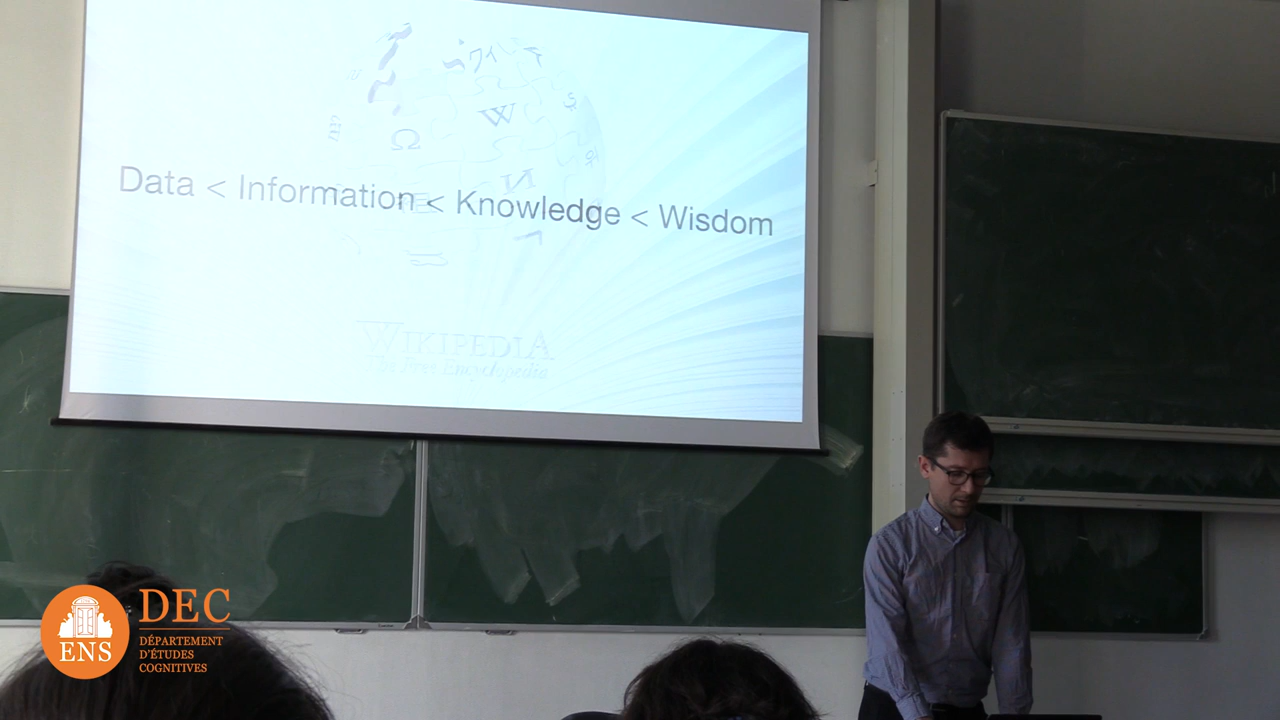 Data < Information < Knowledge < Wisdom
Ω
W
И
WIKIPEDIA
The Free Encyclopedia
ENS
DEC
DÉPARTEMENT
D'ÉTUDES
COGNITIVES